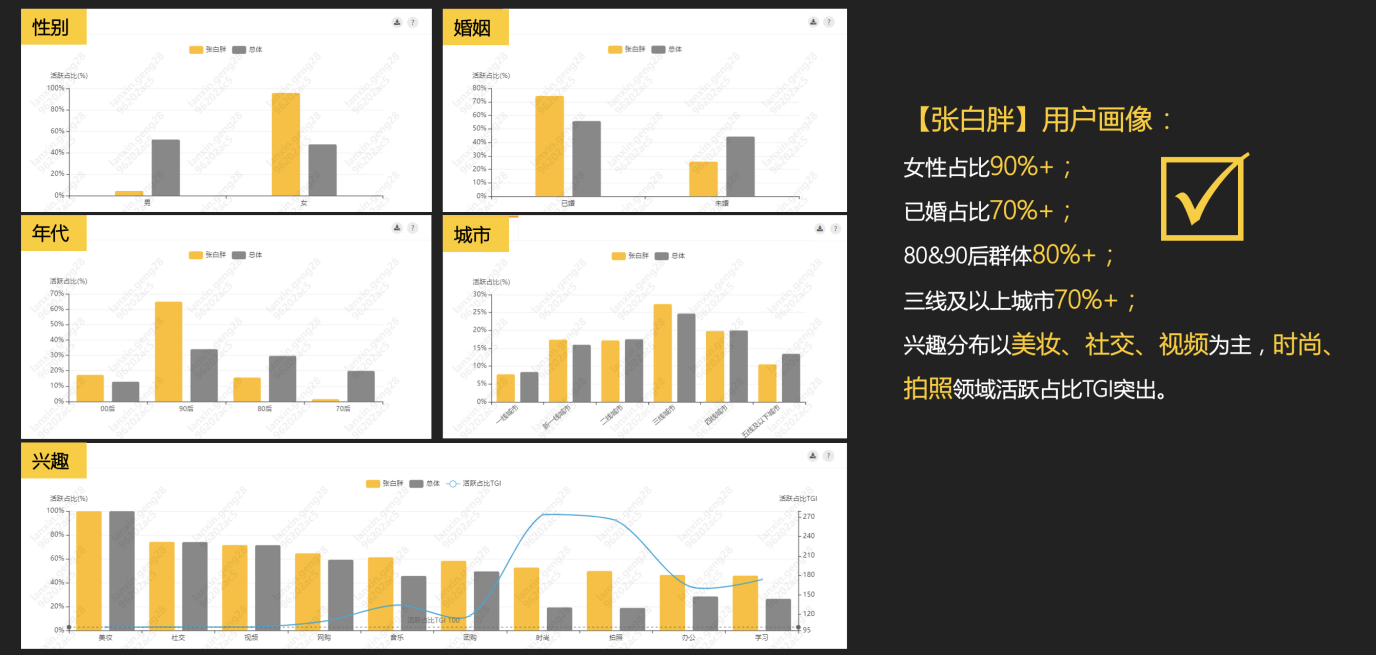 性别
?
张白胖 总体
活跃占比(%)
100%
80%
60%
40%
20%
0%
男 女
婚姻
?
张白胖 总体
活跃占比(%)
80%
70%
60%
50%
40%
30%
20%
10%
0%
已婚 未婚
年代
?
张白胖 总体
活跃占比(%)
70%
60%
50%
40%
30%
20%
10%
0%
00后 90后 80后 70后
城市
?
张白胖 总体
活跃占比(%)
30%
25%
20%
15%
10%
5%
0%
一线城市 新一线城市 二线城市 三线城市 四线城市 五线及以下城市
兴趣
?
张白胖 总体 活跃占比TGI
活跃占比(%) 活跃占比TGI
100%
80%
60%
40%
20%
0%
270
240
210
180
150
120
95
活跃占比TGI 100
美妆 社交 视频 网购 音乐 团购 时尚 拍照 办公 学习
【张白胖】用户画像：
女性占比90%+；
已婚占比70%+；
80&90后群体80%+；
三线及以上城市70%+；
兴趣分布以美妆、社交、视频为主，时尚、
拍照领域活跃占比TGI突出。